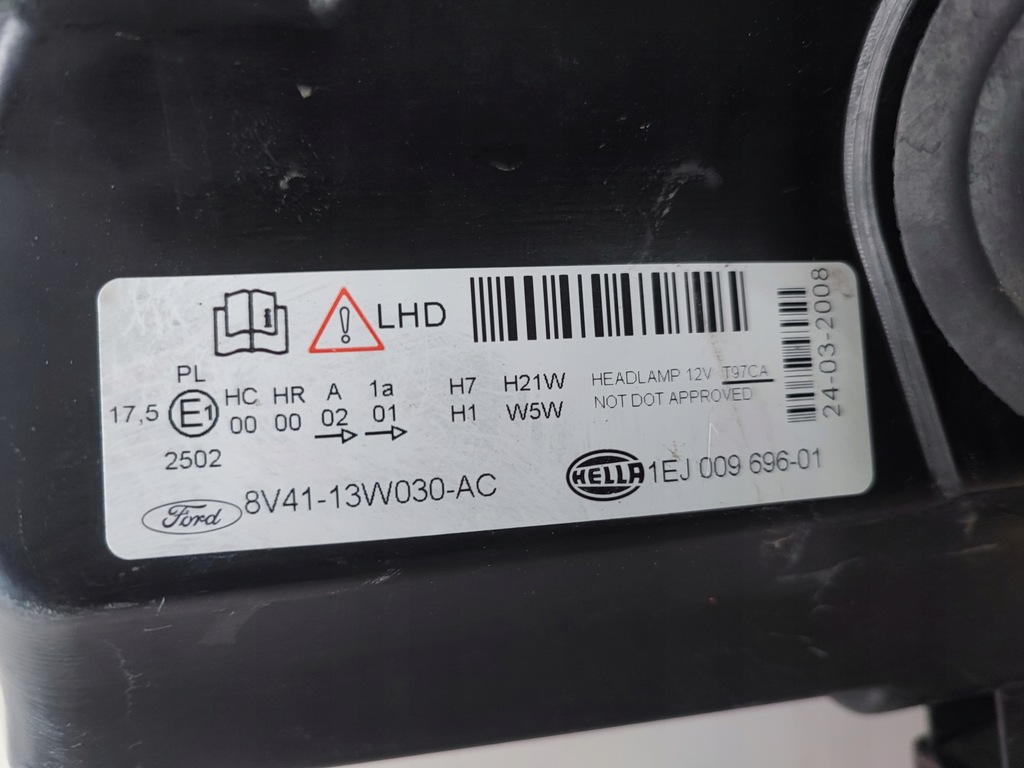 LHD
PL
17,5 E1 HC HR A 1a
00 00 02 01
2502
H7 H21W
H1 W5W
HEADLAMP 12V T97CA
NOT DOT APPROVED
24-03-2008
Ford 8V41-13W030-AC
HELLA 1EJ 009 696-01